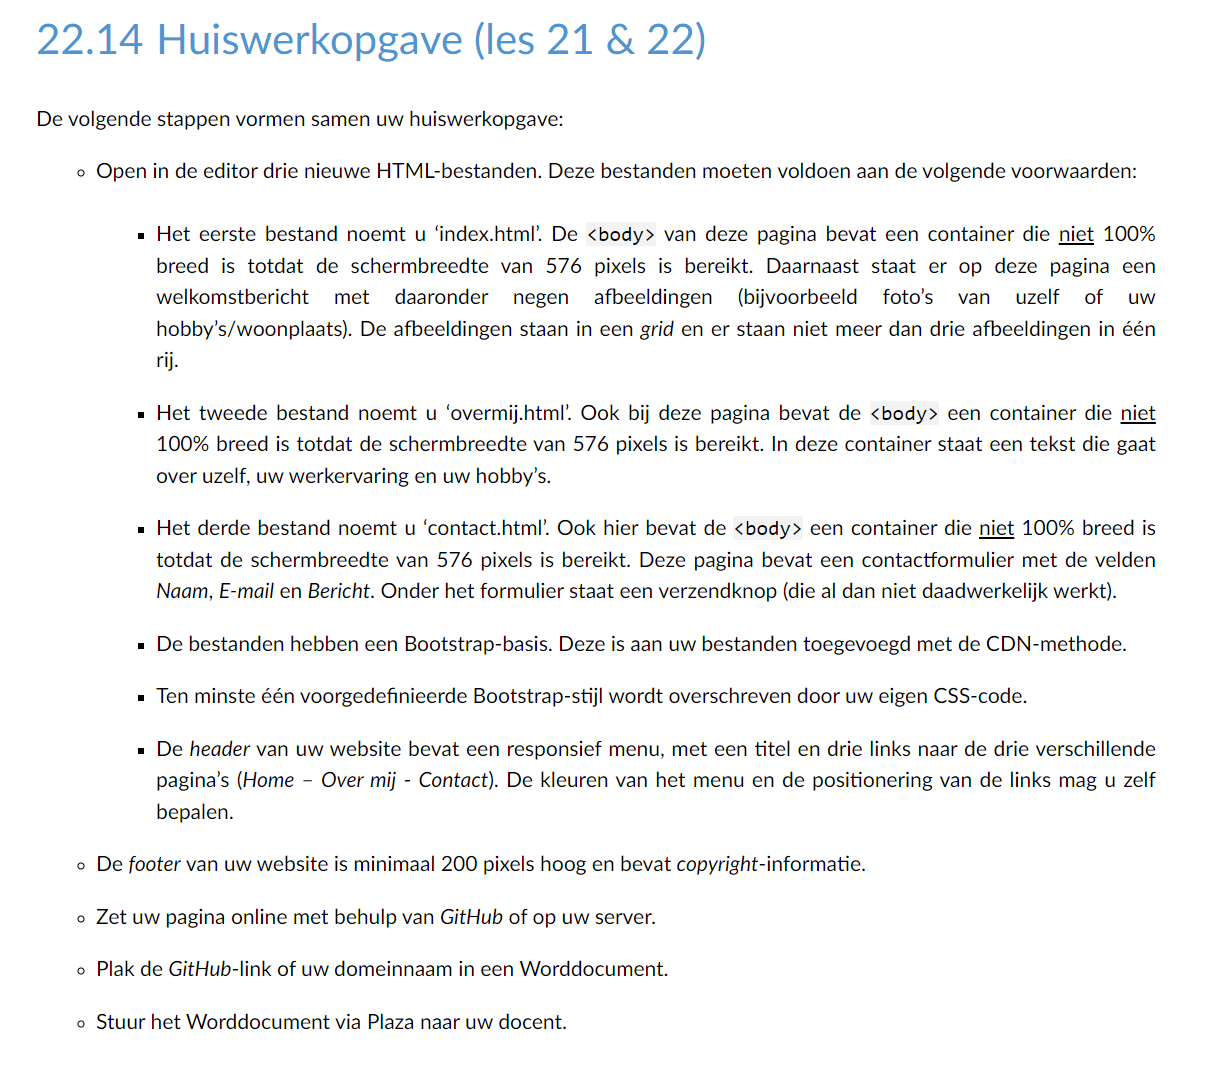 22.14 Huiswerkopgave (les 21 & 22)
De volgende stappen vormen samen uw huiswerkopgave:
Open in de editor drie nieuwe HTML-bestanden. Deze bestanden moeten voldoen aan de volgende voorwaarden:
Het eerste bestand noemt u ‘index.html’. De <body> van deze pagina bevat een container die niet 100%
breed is totdat de schermbreedte van 576 pixels is bereikt. Daarnaast staat er op deze pagina een
welkomstbericht met daaronder negen afbeeldingen (bijvoorbeeld foto’s van uzelf of uw
hobby’s/woonplaats). De afbeeldingen staan in een grid en er staan niet meer dan drie afbeeldingen in één
rij.
Het tweede bestand noemt u ‘overmij.html’. Ook bij deze pagina bevat de <body> een container die niet
100% breed is totdat de schermbreedte van 576 pixels is bereikt. In deze container staat een tekst die gaat
over uzelf, uw werkervaring en uw hobby’s.
Het derde bestand noemt u ‘contact.html’. Ook hier bevat de <body> een container die niet 100% breed is
totdat de schermbreedte van 576 pixels is bereikt. Deze pagina bevat een contactformulier met de velden
Naam, E-mail en Bericht. Onder het formulier staat een verzendknop (die al dan niet daadwerkelijk werkt).
De bestanden hebben een Bootstrap-basis. Deze is aan uw bestanden toegevoegd met de CDN-methode.
Ten minste één voorgedefinieerde Bootstrap-stijl wordt overschreven door uw eigen CSS-code.
De header van uw website bevat een responsief menu, met een titel en drie links naar de drie verschillende
pagina’s (Home – Over mij - Contact). De kleuren van het menu en de positionering van de links mag u zelf
bepalen.
De footer van uw website is minimaal 200 pixels hoog en bevat copyright-informatie.
Zet uw pagina online met behulp van GitHub of op uw server.
Plak de GitHub-link of uw domeinnaam in een Worddocument.
Stuur het Worddocument via Plaza naar uw docent.